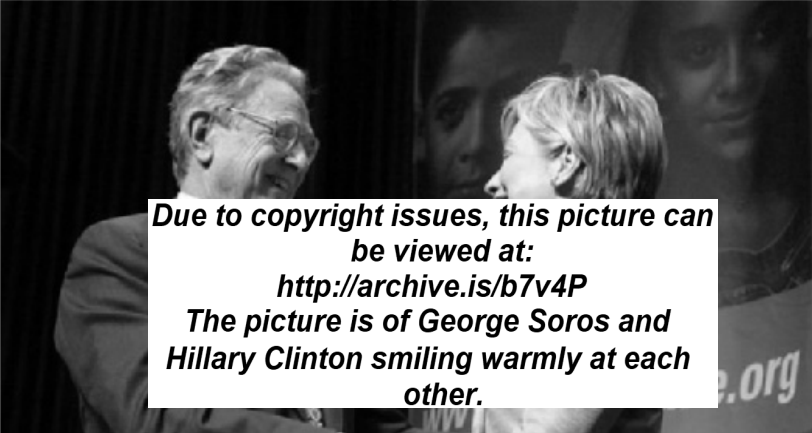 Due to copyright issues, this picture can
be viewed at:
http://archive.is/b7v4P
The picture is of George Soros and
Hillary Clinton smiling warmly at each
other.
.org